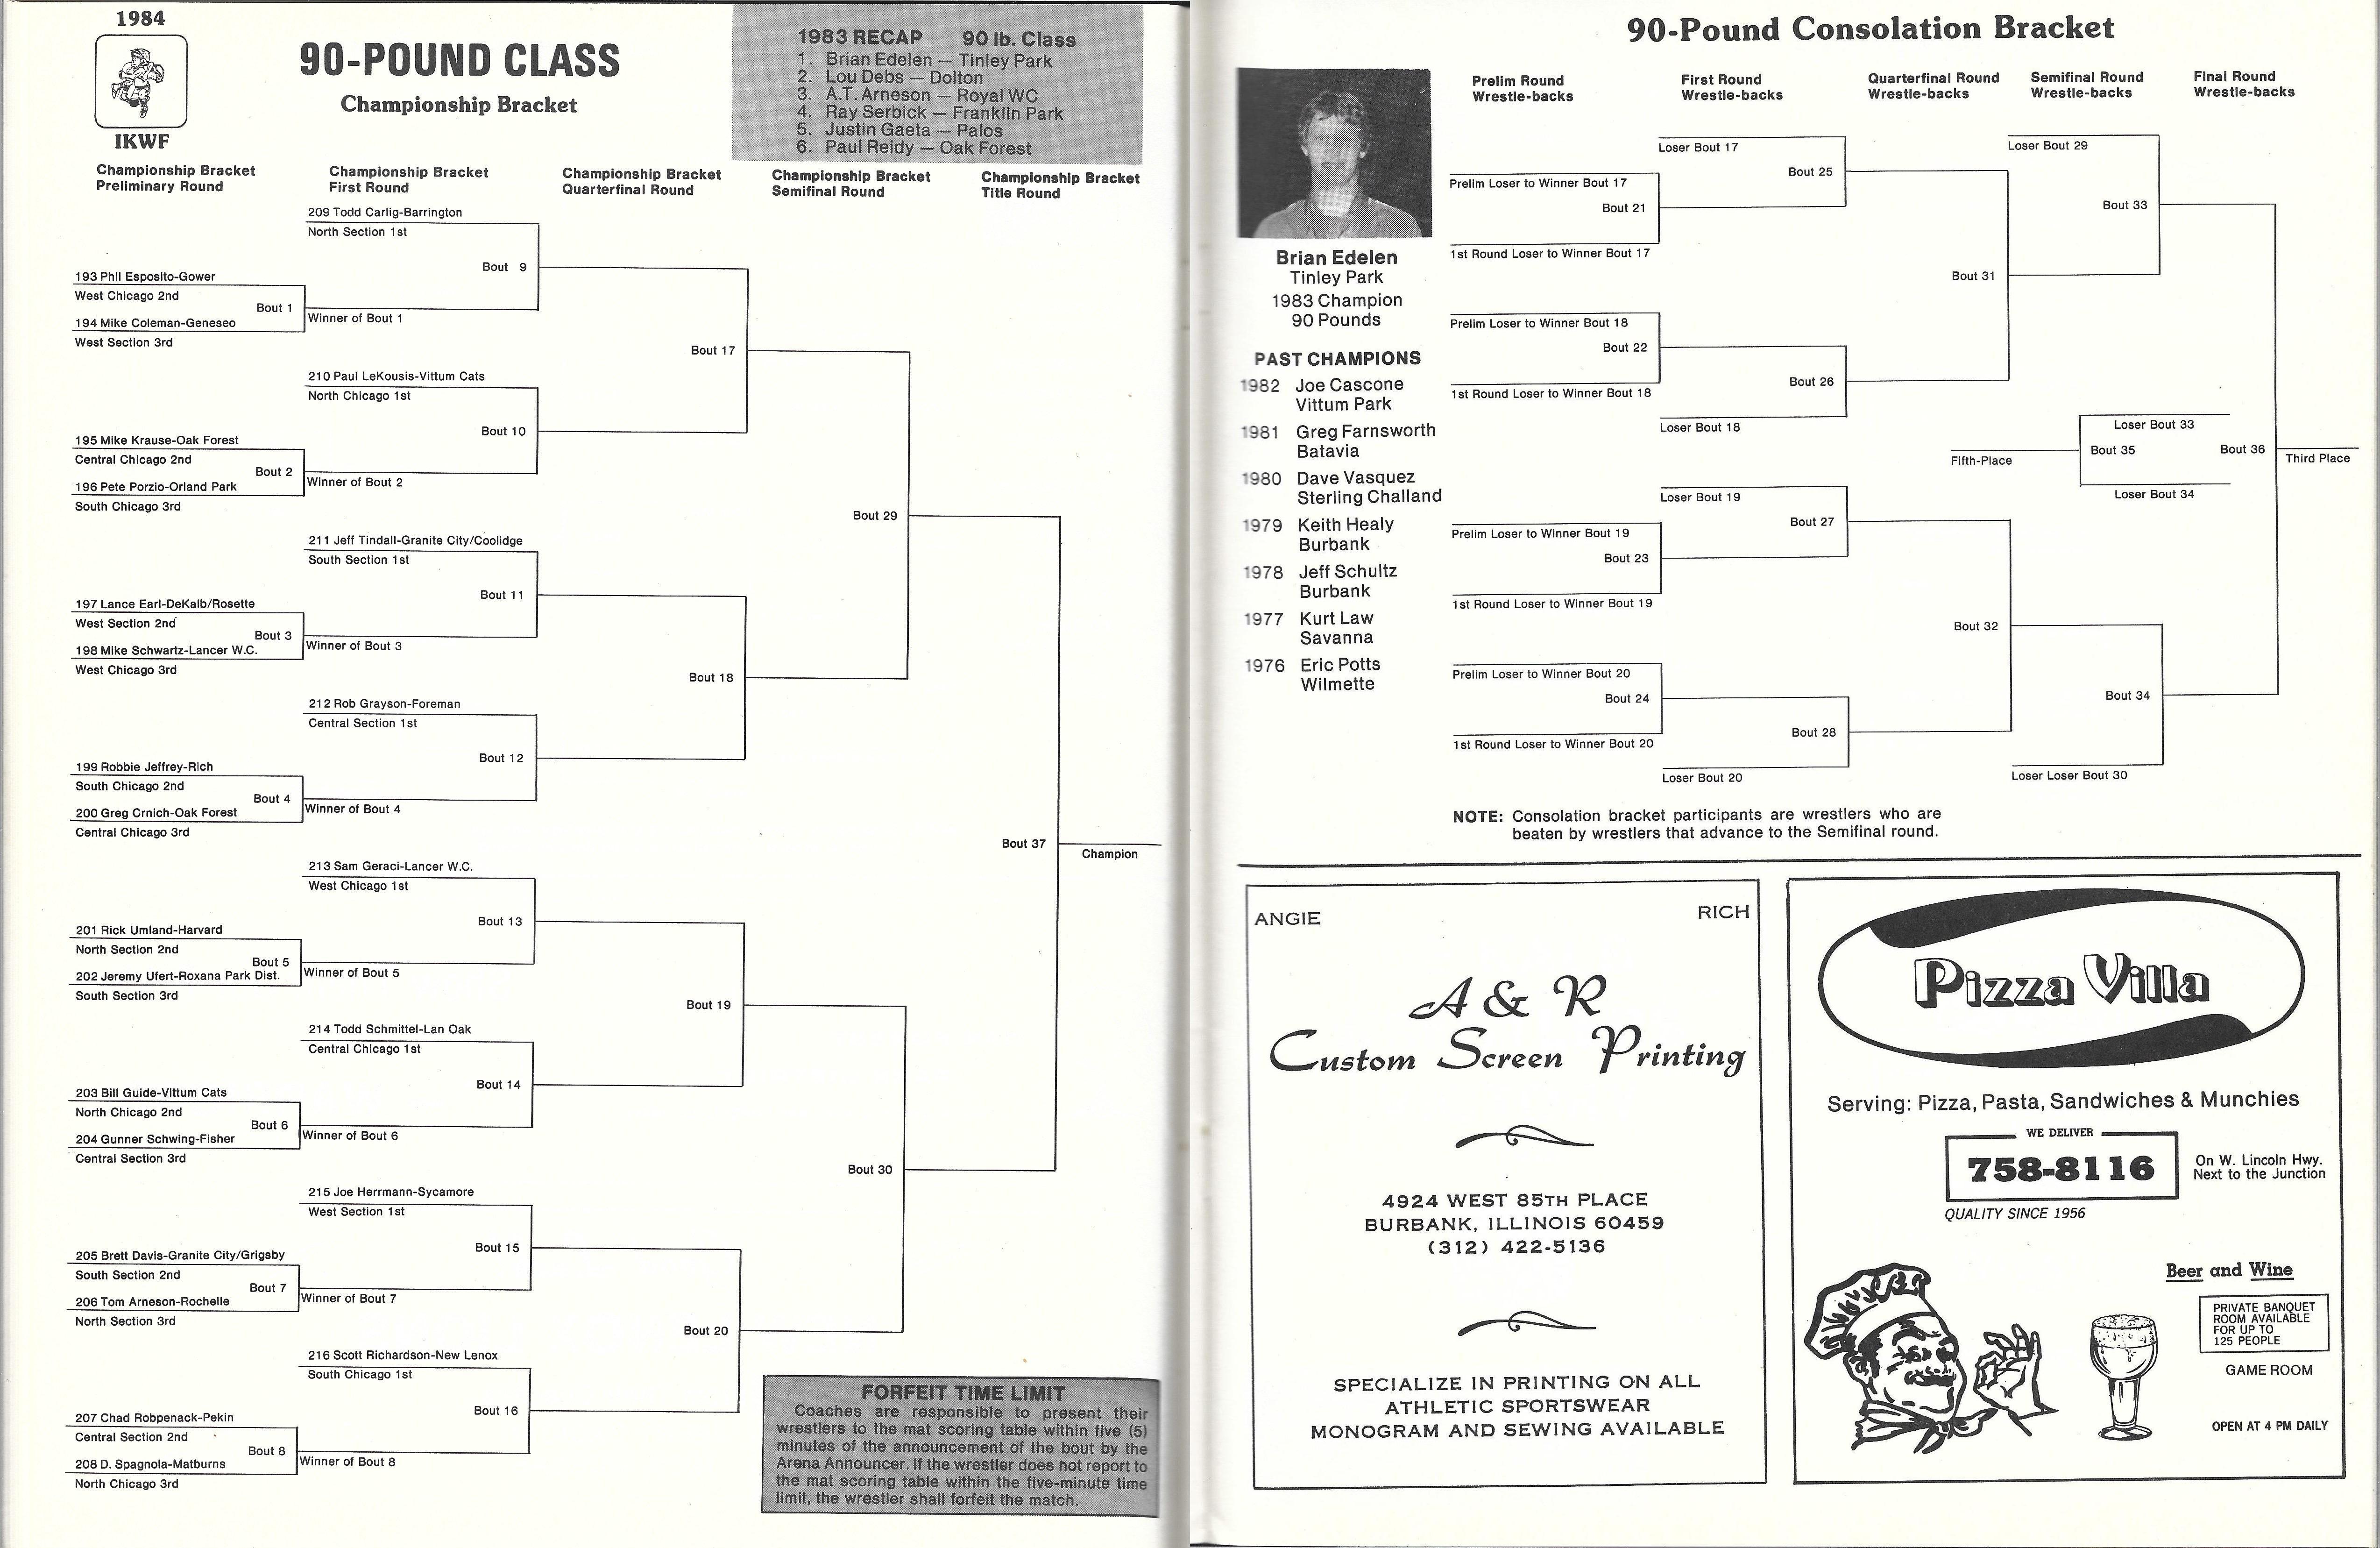 1984
IKWF
90-POUND CLASS
Championship Bracket
1983 RECAP 90 lb. Class
1. Brian Edelen — Tinley Park
2. Lou Debs — Dolton
3. A.T. Arneson — Royal WC
4. Ray Serbick — Franklin Park
5. Justin Gaeta — Palos
6. Paul Reidy — Oak Forest
Championship Bracket
Preliminary Round
Championship Bracket
First Round
Championship Bracket
Quarterfinal Round
Championship Bracket
Semifinal Round
Championship Bracket
Title Round
193 Phil Esposito-Gower
West Chicago 2nd
Bout 1
194 Mike Coleman-Geneseo
West Section 3rd
195 Mike Krause-Oak Forest
Central Chicago 2nd
Bout 2
196 Pete Porzio-Orland Park
South Chicago 3rd
197 Lance Earl-DeKalb/Rosette
West Section 2nd
Bout 3
198 Mike Schwartz-Lancer W.C.
West Chicago 3rd
199 Robbie Jeffrey-Rich
South Chicago 2nd
Bout 4
200 Greg Crnich-Oak Forest
Central Chicago 3rd
201 Rick Umland-Harvard
North Section 2nd
Bout 5
202 Jeremy Ufert-Roxana Park Dist.
South Section 3rd
203 Bill Guide-Vittum Cats
North Chicago 2nd
Bout 6
204 Gunner Schwing-Fisher
Central Section 3rd
205 Brett Davis-Granite City/Grigsby
South Section 2nd
Bout 7
206 Tom Arneson-Rochelle
North Section 3rd
207 Chad Robpenack-Pekin
Central Section 2nd
Bout 8
208 D. Spagnola-Matburns
North Chicago 3rd
209 Todd Carlig-Barrington
North Section 1st
Bout 9
Winner of Bout 1
210 Paul LeKousis-Vittum Cats
North Chicago 1st
Bout 10
Winner of Bout 2
211 Jeff Tindall-Granite City/Coolidge
South Section 1st
Bout 11
Winner of Bout 3
212 Rob Grayson-Foreman
Central Section 1st
Bout 12
Winner of Bout 4
213 Sam Geraci-Lancer W.C.
West Chicago 1st
Bout 13
Winner of Bout 5
214 Todd Schmittel-Lan Oak
Central Chicago 1st
Bout 14
Winner of Bout 6
215 Joe Herrmann-Sycamore
West Section 1st
Bout 15
Winner of Bout 7
216 Scott Richardson-New Lenox
South Chicago 1st
Bout 16
Winner of Bout 8
Bout 17
Bout 18
Bout 19
Bout 20
Bout 29
Bout 30
Bout 37
Champion
FORFEIT TIME LIMIT
Coaches are responsible to present their
wrestlers to the mat scoring table within five (5)
minutes of the announcement of the bout by the
Arena Announcer. If the wrestler does not report to
the mat scoring table within the five-minute time
limit, the wrestler shall forfeit the match.
90-Pound Consolation Bracket
Brian Edelen
Tinley Park
1983 Champion
90 Pounds
PAST CHAMPIONS
1982 Joe Cascone
Vittum Park
1981 Greg Farnsworth
Batavia
1980 Dave Vasquez
Sterling Challand
1979 Keith Healy
Burbank
1978 Jeff Schultz
Burbank
1977 Kurt Law
Savanna
1976 Eric Potts
Wilmette
Prelim Round
Wrestle-backs
First Round
Wrestle-backs
Quarterfinal Round
Wrestle-backs
Semifinal Round
Wrestle-backs
Final Round
Wrestle-backs
Prelim Loser to Winner Bout 17
Bout 21
1st Round Loser to Winner Bout 17
Prelim Loser to Winner Bout 18
Bout 22
1st Round Loser to Winner Bout 18
Prelim Loser to Winner Bout 19
Bout 23
1st Round Loser to Winner Bout 19
Prelim Loser to Winner Bout 20
Bout 24
1st Round Loser to Winner Bout 20
Loser Bout 17
Bout 25
Bout 26
Loser Bout 18
Loser Bout 19
Bout 27
Bout 28
Loser Bout 20
Bout 31
Bout 32
Loser Bout 29
Bout 33
Bout 34
Loser Loser Bout 30
Loser Bout 33
Fifth-Place
Bout 35
Loser Bout 34
Bout 36
Third Place
NOTE: Consolation bracket participants are wrestlers who are
beaten by wrestlers that advance to the Semifinal round.
ANGIE
RICH
A & R
Custom Screen Printing
4924 WEST 85TH PLACE
BURBANK, ILLINOIS 60459
(312) 422-5136
SPECIALIZE IN PRINTING ON ALL
ATHLETIC SPORTSWEAR
MONOGRAM AND SEWING AVAILABLE
Pizza Villa
Serving: Pizza, Pasta, Sandwiches & Munchies
WE DELIVER
758-8116
On W. Lincoln Hwy.
Next to the Junction
QUALITY SINCE 1956
Beer and Wine
PRIVATE BANQUET
ROOM AVAILABLE
FOR UP TO
125 PEOPLE
GAME ROOM
OPEN AT 4 PM DAILY